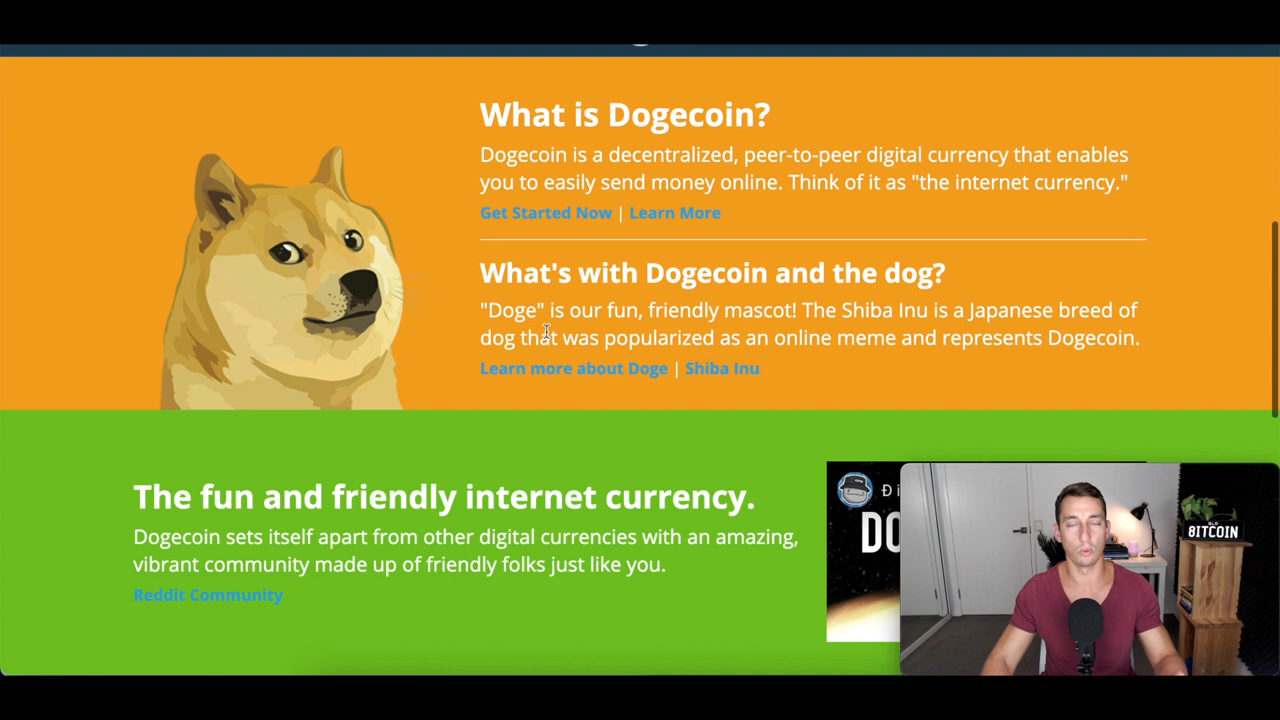 What is Dogecoin?
Dogecoin is a decentralized, peer-to-peer digital currency that enables
you to easily send money online. Think of it as "the internet currency."
Get Started Now | Learn More
What's with Dogecoin and the dog?
"Doge" is our fun, friendly mascot! The Shiba Inu is a Japanese breed of
dog that was popularized as an online meme and represents Dogecoin.
Learn more about Doge | Shiba Inu
The fun and friendly internet currency.
Dogecoin sets itself apart from other digital currencies with an amazing,
vibrant community made up of friendly folks just like you.
Reddit Community
Đ i
DO
BITCOIN